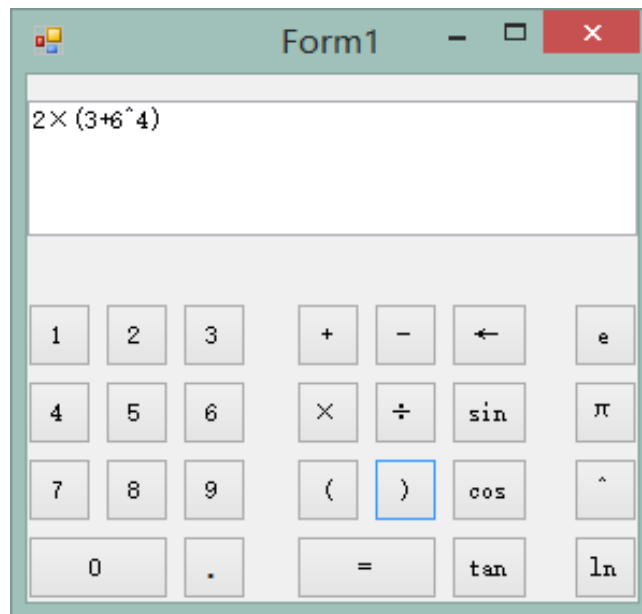 Form1
2×(3+6^4)
1 2 3 + - ← e
4 5 6 × ÷ sin π
7 8 9 ( ) cos ^
0 . = tan ln